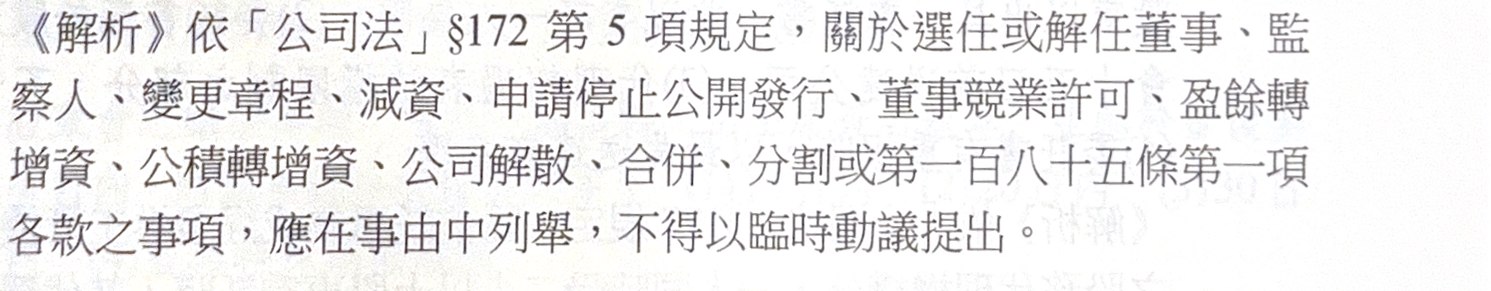 《解析》依「公司法」§172 第 5 項規定，關於選任或解任董事、監
察人、變更章程、減資、申請停止公開發行、董事競業許可、盈餘轉
增資、公積轉增資、公司解散、合併、分割或第一百八十五條第一項
各款之事項，應在事由中列舉，不得以臨時動議提出。